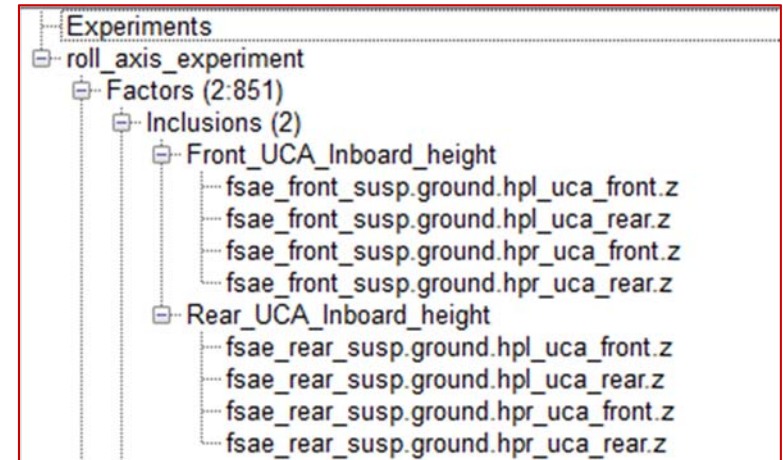 Experiments
roll_axis_experiment
Factors (2:851)
Inclusions (2)
Front_UCA_Inboard_height
fsae_front_susp.ground.hpl_uca_front.z
fsae_front_susp.ground.hpl_uca_rear.z
fsae_front_susp.ground.hpr_uca_front.z
fsae_front_susp.ground.hpr_uca_rear.z
Rear_UCA_Inboard_height
fsae_rear_susp.ground.hpl_uca_front.z
fsae_rear_susp.ground.hpl_uca_rear.z
fsae_rear_susp.ground.hpr_uca_front.z
fsae_rear_susp.ground.hpr_uca_rear.z